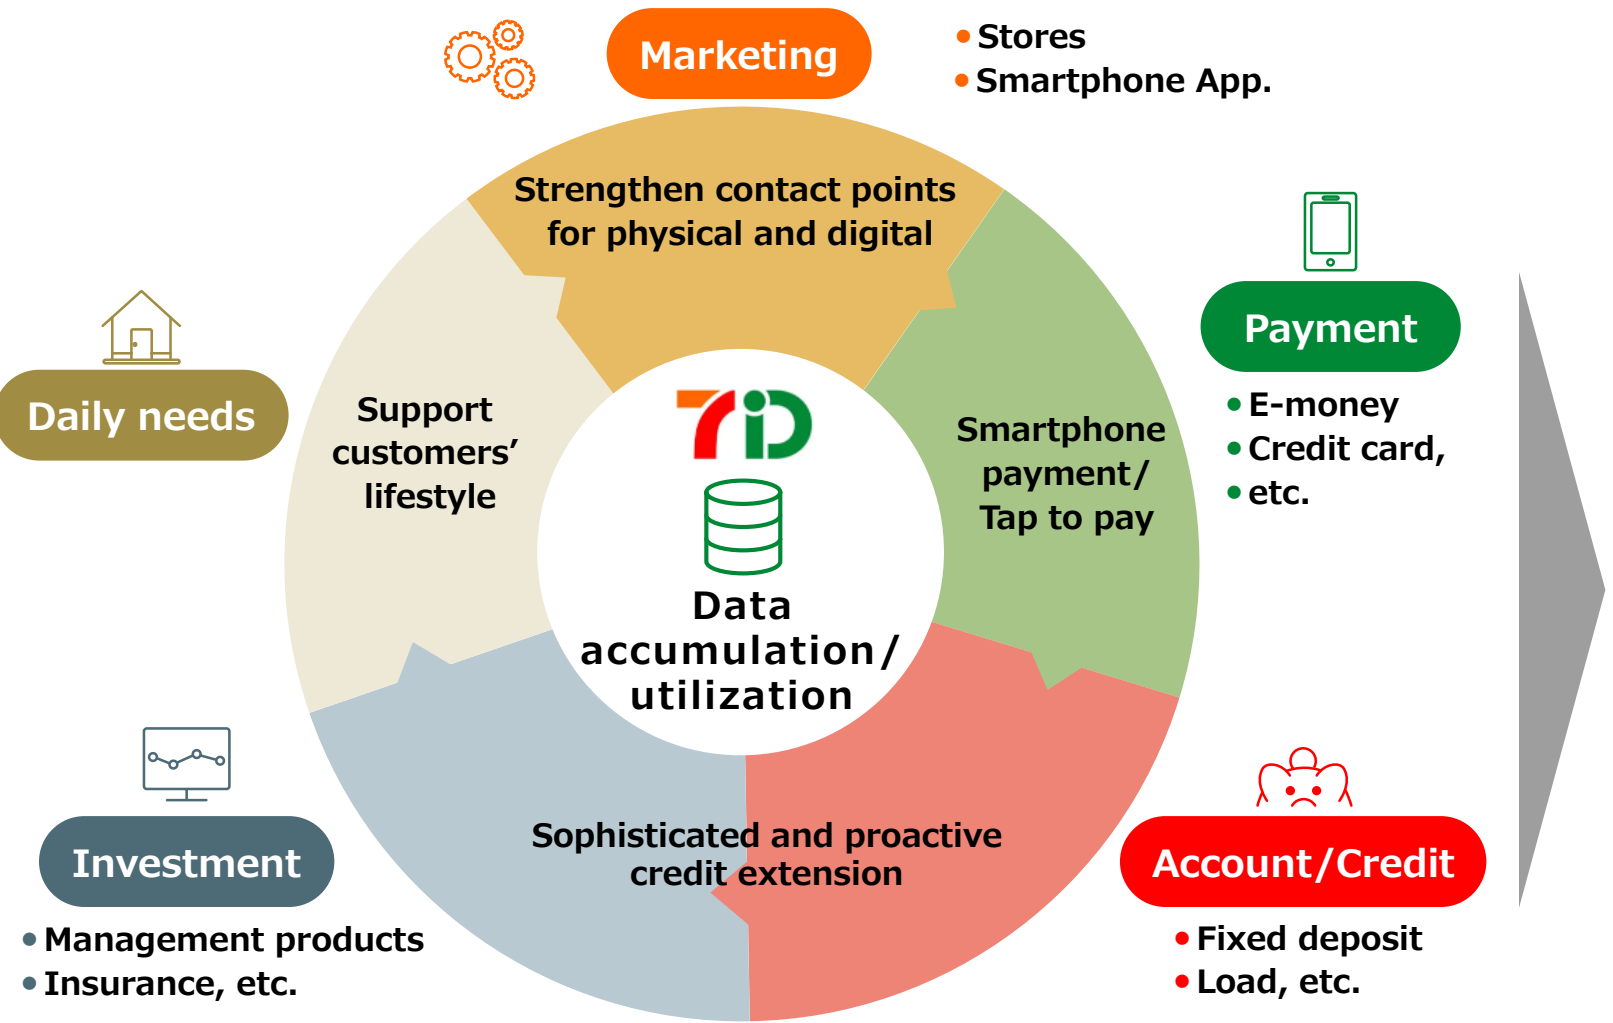 Marketing
• Stores
• Smartphone App.
Strengthen contact points
for physical and digital
Payment
• E-money
• Credit card,
• etc.
Smartphone
payment/
Tap to pay
Daily needs
Support
customers’
lifestyle
7iD
Data
accumulation/
utilization
Sophisticated and proactive
credit extension
Investment
• Management products
• Insurance, etc.
Account/Credit
• Fixed deposit
• Load, etc.